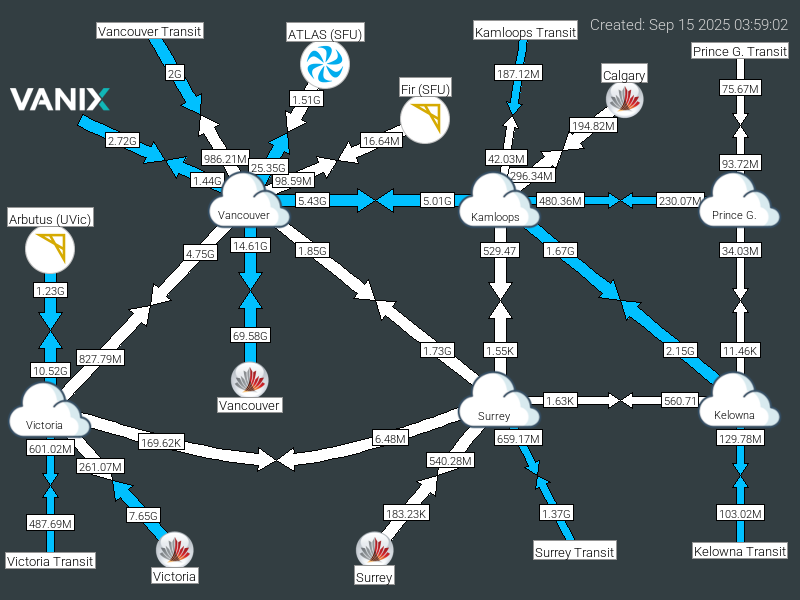 Created: Sep 15 2025 03:59:02
Vancouver Transit
ATLAS (SFU)
Kamloops Transit
Prince G. Transit
2G
187.12M
Calgary
75.67M
VANIX
1.51G
Fir (SFU)
194.82M
2.72G
16.64M
986.21M
42.03M
93.72M
25.35G
296.34M
1.44G
98.59M
5.43G
5.01G
480.36M
230.07M
Arbutus (UVic)
Vancouver
Kamloops
Prince G.
4.75G
14.61G
1.85G
529.47
1.67G
34.03M
1.23G
69.58G
827.79M
1.73G
1.55K
2.15G
11.46K
10.52G
Vancouver
1.63K
560.71
Victoria
Surrey
Kelowna
169.62K
6.48M
659.17M
129.78M
601.02M
261.07M
540.28M
487.69M
7.65G
183.23K
1.37G
103.02M
Victoria Transit
Victoria
Surrey
Surrey Transit
Kelowna Transit